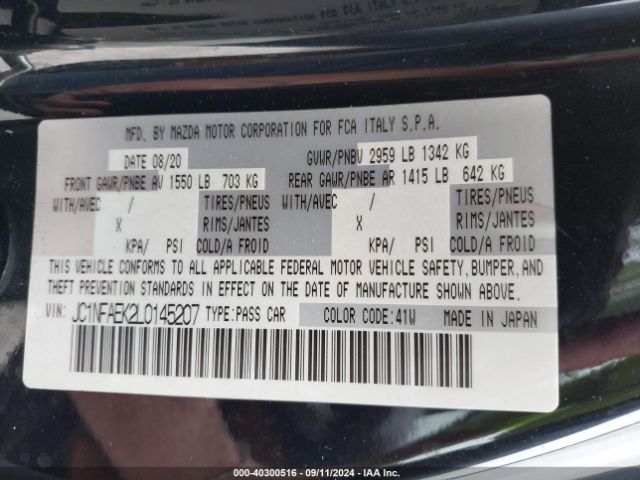 MFD. BY MAZDA MOTOR CORPORATION FOR FCA ITALY S.P.A.
DATE 08/20 GVWR/PNBV 2959 LB 1342 KG
FRONT GAWR/PNBE AV 1550 LB 703 KG REAR GAWR/PNBE AR 1415 LB 642 KG
WITH/AVEC / TIRES/PNEUS WITH/AVEC / TIRES/PNEUS
X RIMS/JANTES X RIMS/JANTES
KPA/ PSI COLD/A FROID KPA/ PSI COLD/A FROID
THIS VEHICLE CONFORMS TO ALL APPLICABLE FEDERAL MOTOR VEHICLE SAFETY, BUMPER, AND
THEFT PREVENTION STANDARDS IN EFFECT ON THE DATE OF MANUFACTURE SHOWN ABOVE.
VIN: JC1NFAEK2L0145207 TYPE:PASS CAR COLOR CODE:41W MADE IN JAPAN
000-40300516 - 09/11/2024 - IAA Inc.